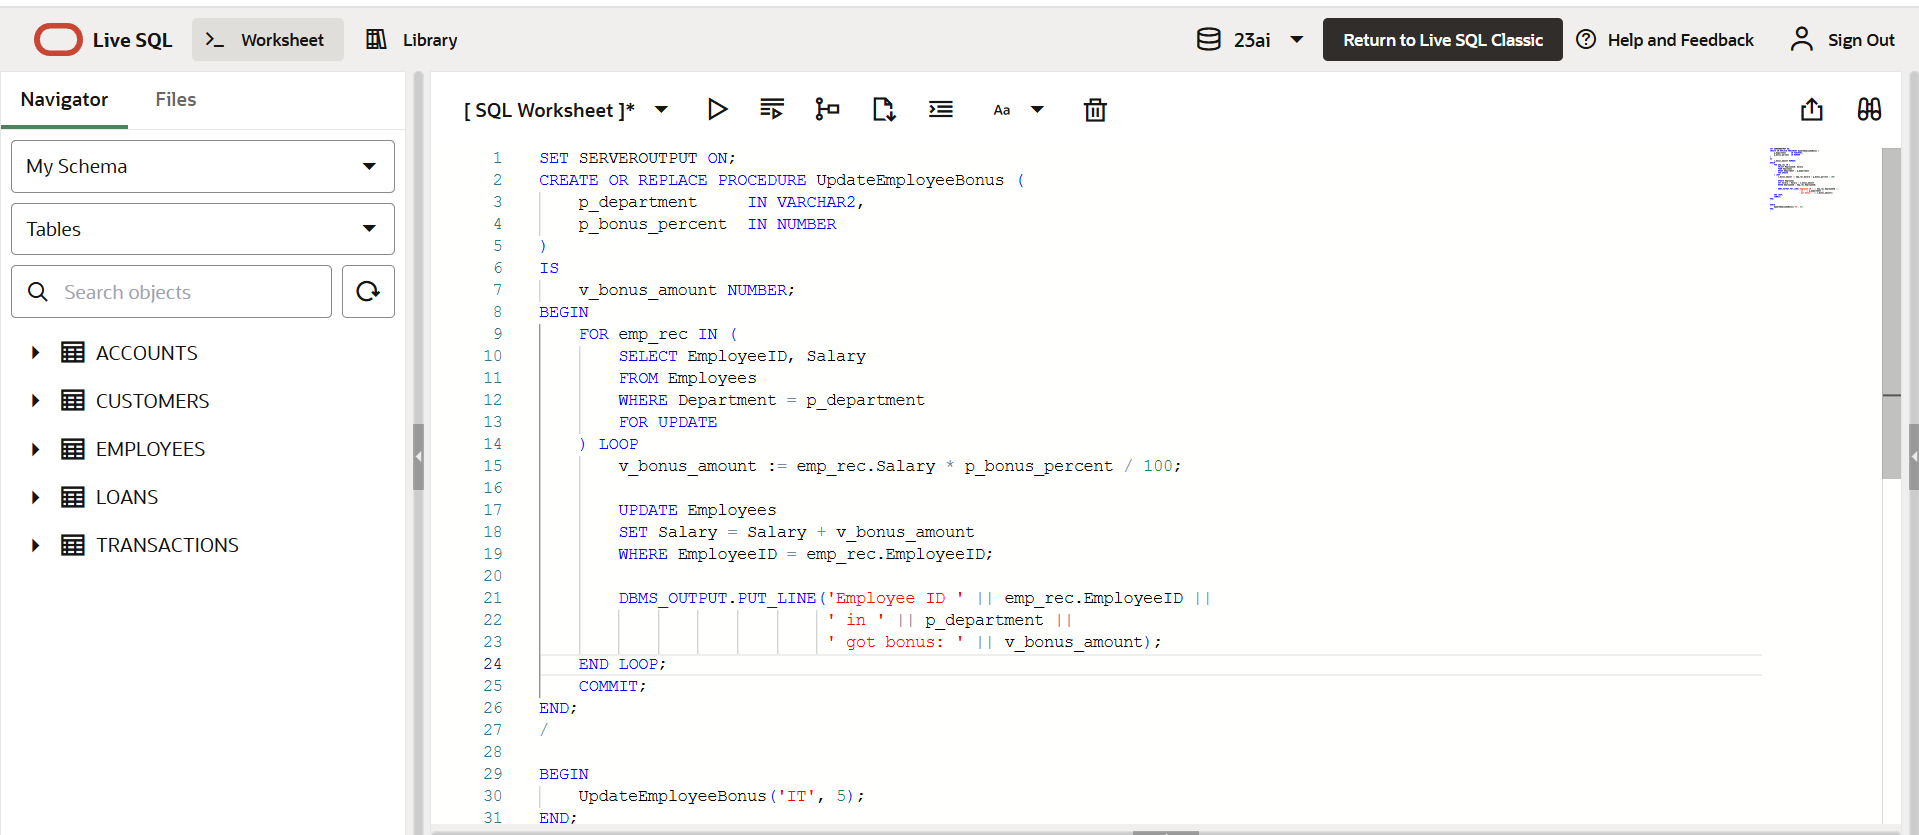 Live SQL
Worksheet
Library
23ai
Return to Live SQL Classic
Help and Feedback
Sign Out
Navigator
Files
My Schema
Tables
Search objects
ACCOUNTS
CUSTOMERS
EMPLOYEES
LOANS
TRANSACTIONS
[ SQL Worksheet ]*
Aa
1 SET SERVEROUTPUT ON;
2 CREATE OR REPLACE PROCEDURE UpdateEmployeeBonus (
3     p_department     IN VARCHAR2,
4     p_bonus_percent  IN NUMBER
5 )
6 IS
7     v_bonus_amount NUMBER;
8 BEGIN
9     FOR emp_rec IN (
10         SELECT EmployeeID, Salary
11         FROM Employees
12         WHERE Department = p_department
13         FOR UPDATE
14     ) LOOP
15         v_bonus_amount := emp_rec.Salary * p_bonus_percent / 100;
16
17         UPDATE Employees
18         SET Salary = Salary + v_bonus_amount
19         WHERE EmployeeID = emp_rec.EmployeeID;
20
21         DBMS_OUTPUT.PUT_LINE('Employee ID ' || emp_rec.EmployeeID ||
22                              ' in ' || p_department ||
23                              ' got bonus: ' || v_bonus_amount);
24     END LOOP;
25     COMMIT;
26 END;
27 /
28
29 BEGIN
30     UpdateEmployeeBonus('IT', 5);
31 END;